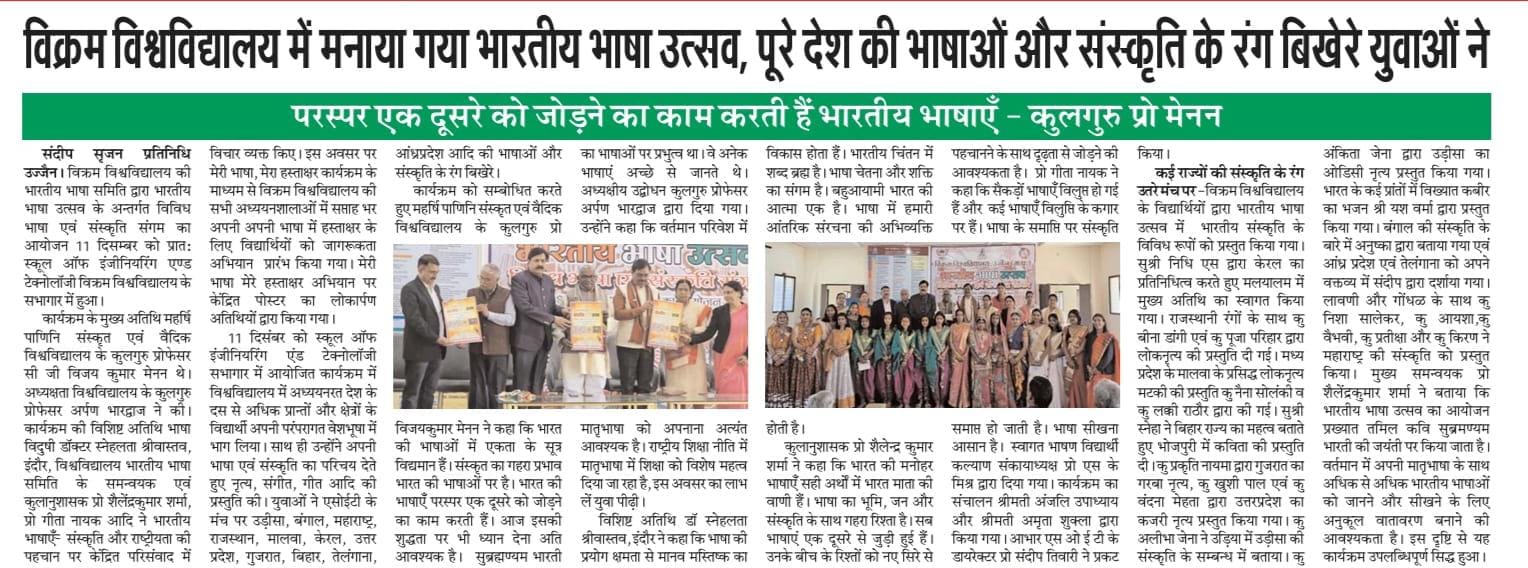 विक्रम विश्वविद्यालय में मनाया गया भारतीय भाषा उत्सव, पूरे देश की भाषाओं और संस्कृति के रंग बिखेरे युवाओं ने
परस्पर एक दूसरे को जोड़ने का काम करती हैं भारतीय भाषाएँ - कुलगुरु प्रो मेनन
संदीप सृजन प्रतिनिधि
उज्जैन। विक्रम विश्वविद्यालय की
भारतीय भाषा समिति द्वारा भारतीय
भाषा उत्सव के अन्तर्गत विविध
भाषा एवं संस्कृति संगम का
आयोजन 11 दिसम्बर को प्रात:
स्कूल ऑफ इंजीनियरिंग एण्ड
टेक्नोलॉजी विक्रम विश्वविद्यालय के
सभागार में हुआ।
कार्यक्रम के मुख्य अतिथि महर्षि
पाणिनि संस्कृत एवं वैदिक
विश्वविद्यालय के कुलगुरु प्रोफेसर
सी जी विजय कुमार मेनन थे।
अध्यक्षता विश्वविद्यालय के कुलगुरु
प्रोफेसर अर्पण भारद्वाज ने की।
कार्यक्रम की विशिष्ट अतिथि भाषा
विदुषी डॉक्टर स्नेहलता श्रीवास्तव,
इंदौर, विश्वविद्यालय भारतीय भाषा
समिति के समन्वयक एवं
कुलानुशासक प्रो शैलेंद्रकुमार शर्मा,
प्रो गीता नायक आदि ने भारतीय
भाषाएँ- संस्कृति और राष्ट्रीयता की
पहचान पर केंद्रित परिसंवाद में
विचार व्यक्त किए। इस अवसर पर
मेरी भाषा, मेरा हस्ताक्षर कार्यक्रम के
माध्यम से विक्रम विश्वविद्यालय की
सभी अध्ययनशालाओं में सप्ताह भर
अपनी अपनी भाषा में हस्ताक्षर के
लिए विद्यार्थियों को जागरूकता
अभियान प्रारंभ किया गया। मेरी
भाषा मेरे हस्ताक्षर अभियान पर
केंद्रित पोस्टर का लोकार्पण
अतिथियों द्वारा किया गया।
11 दिसंबर को स्कूल ऑफ
इंजीनियरिंग एंड टेक्नोलॉजी
सभागार में आयोजित कार्यक्रम में
विश्वविद्यालय में अध्ययनरत देश के
दस से अधिक प्रान्तों और क्षेत्रों के
विद्यार्थी अपनी परंपरागत वेशभूषा में
भाग लिया। साथ ही उन्होंने अपनी
भाषा एवं संस्कृति का परिचय देते
हुए नृत्य, संगीत, गीत आदि की
प्रस्तुति की। युवाओं ने एसोईटी के
मंच पर उड़ीसा, बंगाल, महाराष्ट्र,
राजस्थान, मालवा, केरल, उत्तर
प्रदेश, गुजरात, बिहार, तेलंगाना,
आंध्रप्रदेश आदि की भाषाओं और
संस्कृति के रंग बिखेरे।
कार्यक्रम को सम्बोधित करते
हुए महर्षि पाणिनि संस्कृत एवं वैदिक
विश्वविद्यालय के कुलगुरु प्रो
भारतीय भाषा उत्सव
विजयकुमार मेनन ने कहा कि भारत
की भाषाओं में एकता के सूत्र
विद्यमान हैं। संस्कृत का गहरा प्रभाव
भारत की भाषाओं पर है। भारत की
भाषाएँ परस्पर एक दूसरे को जोड़ने
का काम करती हैं। आज इसकी
शुद्धता पर भी ध्यान देना अति
आवश्यक है। सुब्रह्मण्यम भारती
का भाषाओं पर प्रभुत्व था। वे अनेक
भाषाएं अच्छे से जानते थे।
अध्यक्षीय उद्बोधन कुलगुरु प्रोफेसर
अर्पण भारद्वाज द्वारा दिया गया।
उन्होंने कहा कि वर्तमान परिवेश में
मातृभाषा को अपनाना अत्यंत
आवश्यक है। राष्ट्रीय शिक्षा नीति में
मातृभाषा में शिक्षा को विशेष महत्व
दिया जा रहा है, इस अवसर का लाभ
लें युवा पीढ़ी।
विशिष्ट अतिथि डॉ स्नेहलता
श्रीवास्तव, इंदौर ने कहा कि भाषा की
प्रयोग क्षमता से मानव मस्तिष्क का
विकास होता हैं। भारतीय चिंतन में
शब्द ब्रह्म है। भाषा चेतना और शक्ति
का संगम है। बहुआयामी भारत की
आत्मा एक है। भाषा में हमारी
आंतरिक संरचना की अभिव्यक्ति
भारतीय भाषा उत्सव
होती है।
कुलानुशासक प्रो शैलेन्द्र कुमार
शर्मा ने कहा कि भारत की मनोहर
भाषाएँ सही अर्थों में भारत माता की
वाणी हैं। भाषा का भूमि, जन और
संस्कृति के साथ गहरा रिश्ता है। सब
भाषाएं एक दूसरे से जुड़ी हुई हैं।
उनके बीच के रिश्तों को नए सिरे से
पहचानने के साथ दृढ़ता से जोड़ने की
आवश्यकता है। प्रो गीता नायक ने
कहा कि सैकड़ों भाषाएँ विलुप्त हो गई
हैं और कई भाषाएँ विलुप्ति के कगार
पर हैं। भाषा के समाप्ति पर संस्कृति
समाप्त हो जाती है। भाषा सीखना
आसान है। स्वागत भाषण विद्यार्थी
कल्याण संकायाध्यक्ष प्रो एस के
मिश्र द्वारा दिया गया। कार्यक्रम का
संचालन श्रीमती अंजलि उपाध्याय
और श्रीमती अमृता शुक्ला द्वारा
किया गया। आभार एस ओ ई टी के
डायरेक्टर प्रो संदीप तिवारी ने प्रकट
किया।
कई राज्यों की संस्कृति के रंग
उतरे मंच पर -विक्रम विश्वविद्यालय
के विद्यार्थियों द्वारा भारतीय भाषा
उत्सव में भारतीय संस्कृति के
विविध रूपों को प्रस्तुत किया गया।
सुश्री निधि एस द्वारा केरल का
प्रतिनिधित्व करते हुए मलयालम में
मुख्य अतिथि का स्वागत किया
गया। राजस्थानी रंगों के साथ कु
बीना डांगी एवं कु पूजा परिहार द्वारा
लोकनृत्य की प्रस्तुति दी गई। मध्य
प्रदेश के मालवा के प्रसिद्ध लोकनृत्य
मटकी की प्रस्तुति कु नैना सोलंकी व
कु लक्की राठौर द्वारा की गई। सुश्री
स्नेहा ने बिहार राज्य का महत्व बताते
हुए भोजपुरी में कविता की प्रस्तुति
दी। कु प्रकृति नायमा द्वारा गुजरात का
गरबा नृत्य, कु खुशी पाल एवं कु
वंदना मेहता द्वारा उत्तरप्रदेश का
कजरी नृत्य प्रस्तुत किया गया। कु
अलीभा जेना ने उड़िया में उड़ीसा की
संस्कृति के सम्बन्ध में बताया। कु
अंकिता जेना द्वारा उड़ीसा का
ओडिसी नृत्य प्रस्तुत किया गया।
भारत के कई प्रांतों में विख्यात कबीर
का भजन श्री यश वर्मा द्वारा प्रस्तुत
किया गया। बंगाल की संस्कृति के
बारे में अनुष्का द्वारा बताया गया एवं
आंध्र प्रदेश एवं तेलंगाना को अपने
वक्तव्य में संदीप द्वारा दर्शाया गया।
लावणी और गोंधळ के साथ कु
निशा सालेकर, कु आयशा,कु
वैभवी, कु प्रतीक्षा और कु किरण ने
महाराष्ट्र की संस्कृति को प्रस्तुत
किया। मुख्य समन्वयक प्रो
शैलेंद्रकुमार शर्मा ने बताया कि
भारतीय भाषा उत्सव का आयोजन
प्रख्यात तमिल कवि सुब्रमण्यम
भारती की जयंती पर किया जाता है।
वर्तमान में अपनी मातृभाषा के साथ
अधिक से अधिक भारतीय भाषाओं
को जानने और सीखने के लिए
अनुकूल वातावरण बनाने की
आवश्यकता है। इस दृष्टि से यह
कार्यक्रम उपलब्धिपूर्ण सिद्ध हुआ।